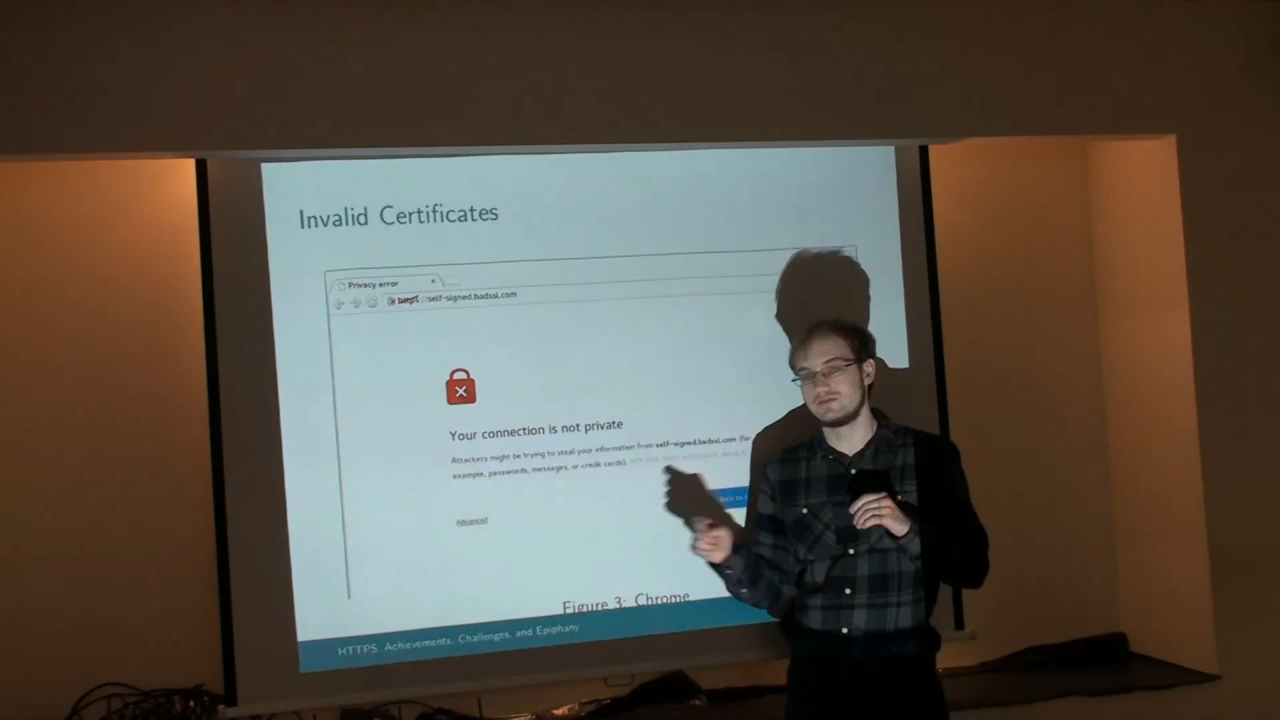 Invalid Certificates
Privacy error
https://self-signed.badssl.com
Your connection is not private
Attackers might be trying to steal your information from self-signed.badssl.com (for
example, passwords, messages, or credit cards).
Back to
Advanced
Figure 3: Chrome
HTTPS Achievements, Challenges, and Epiphany